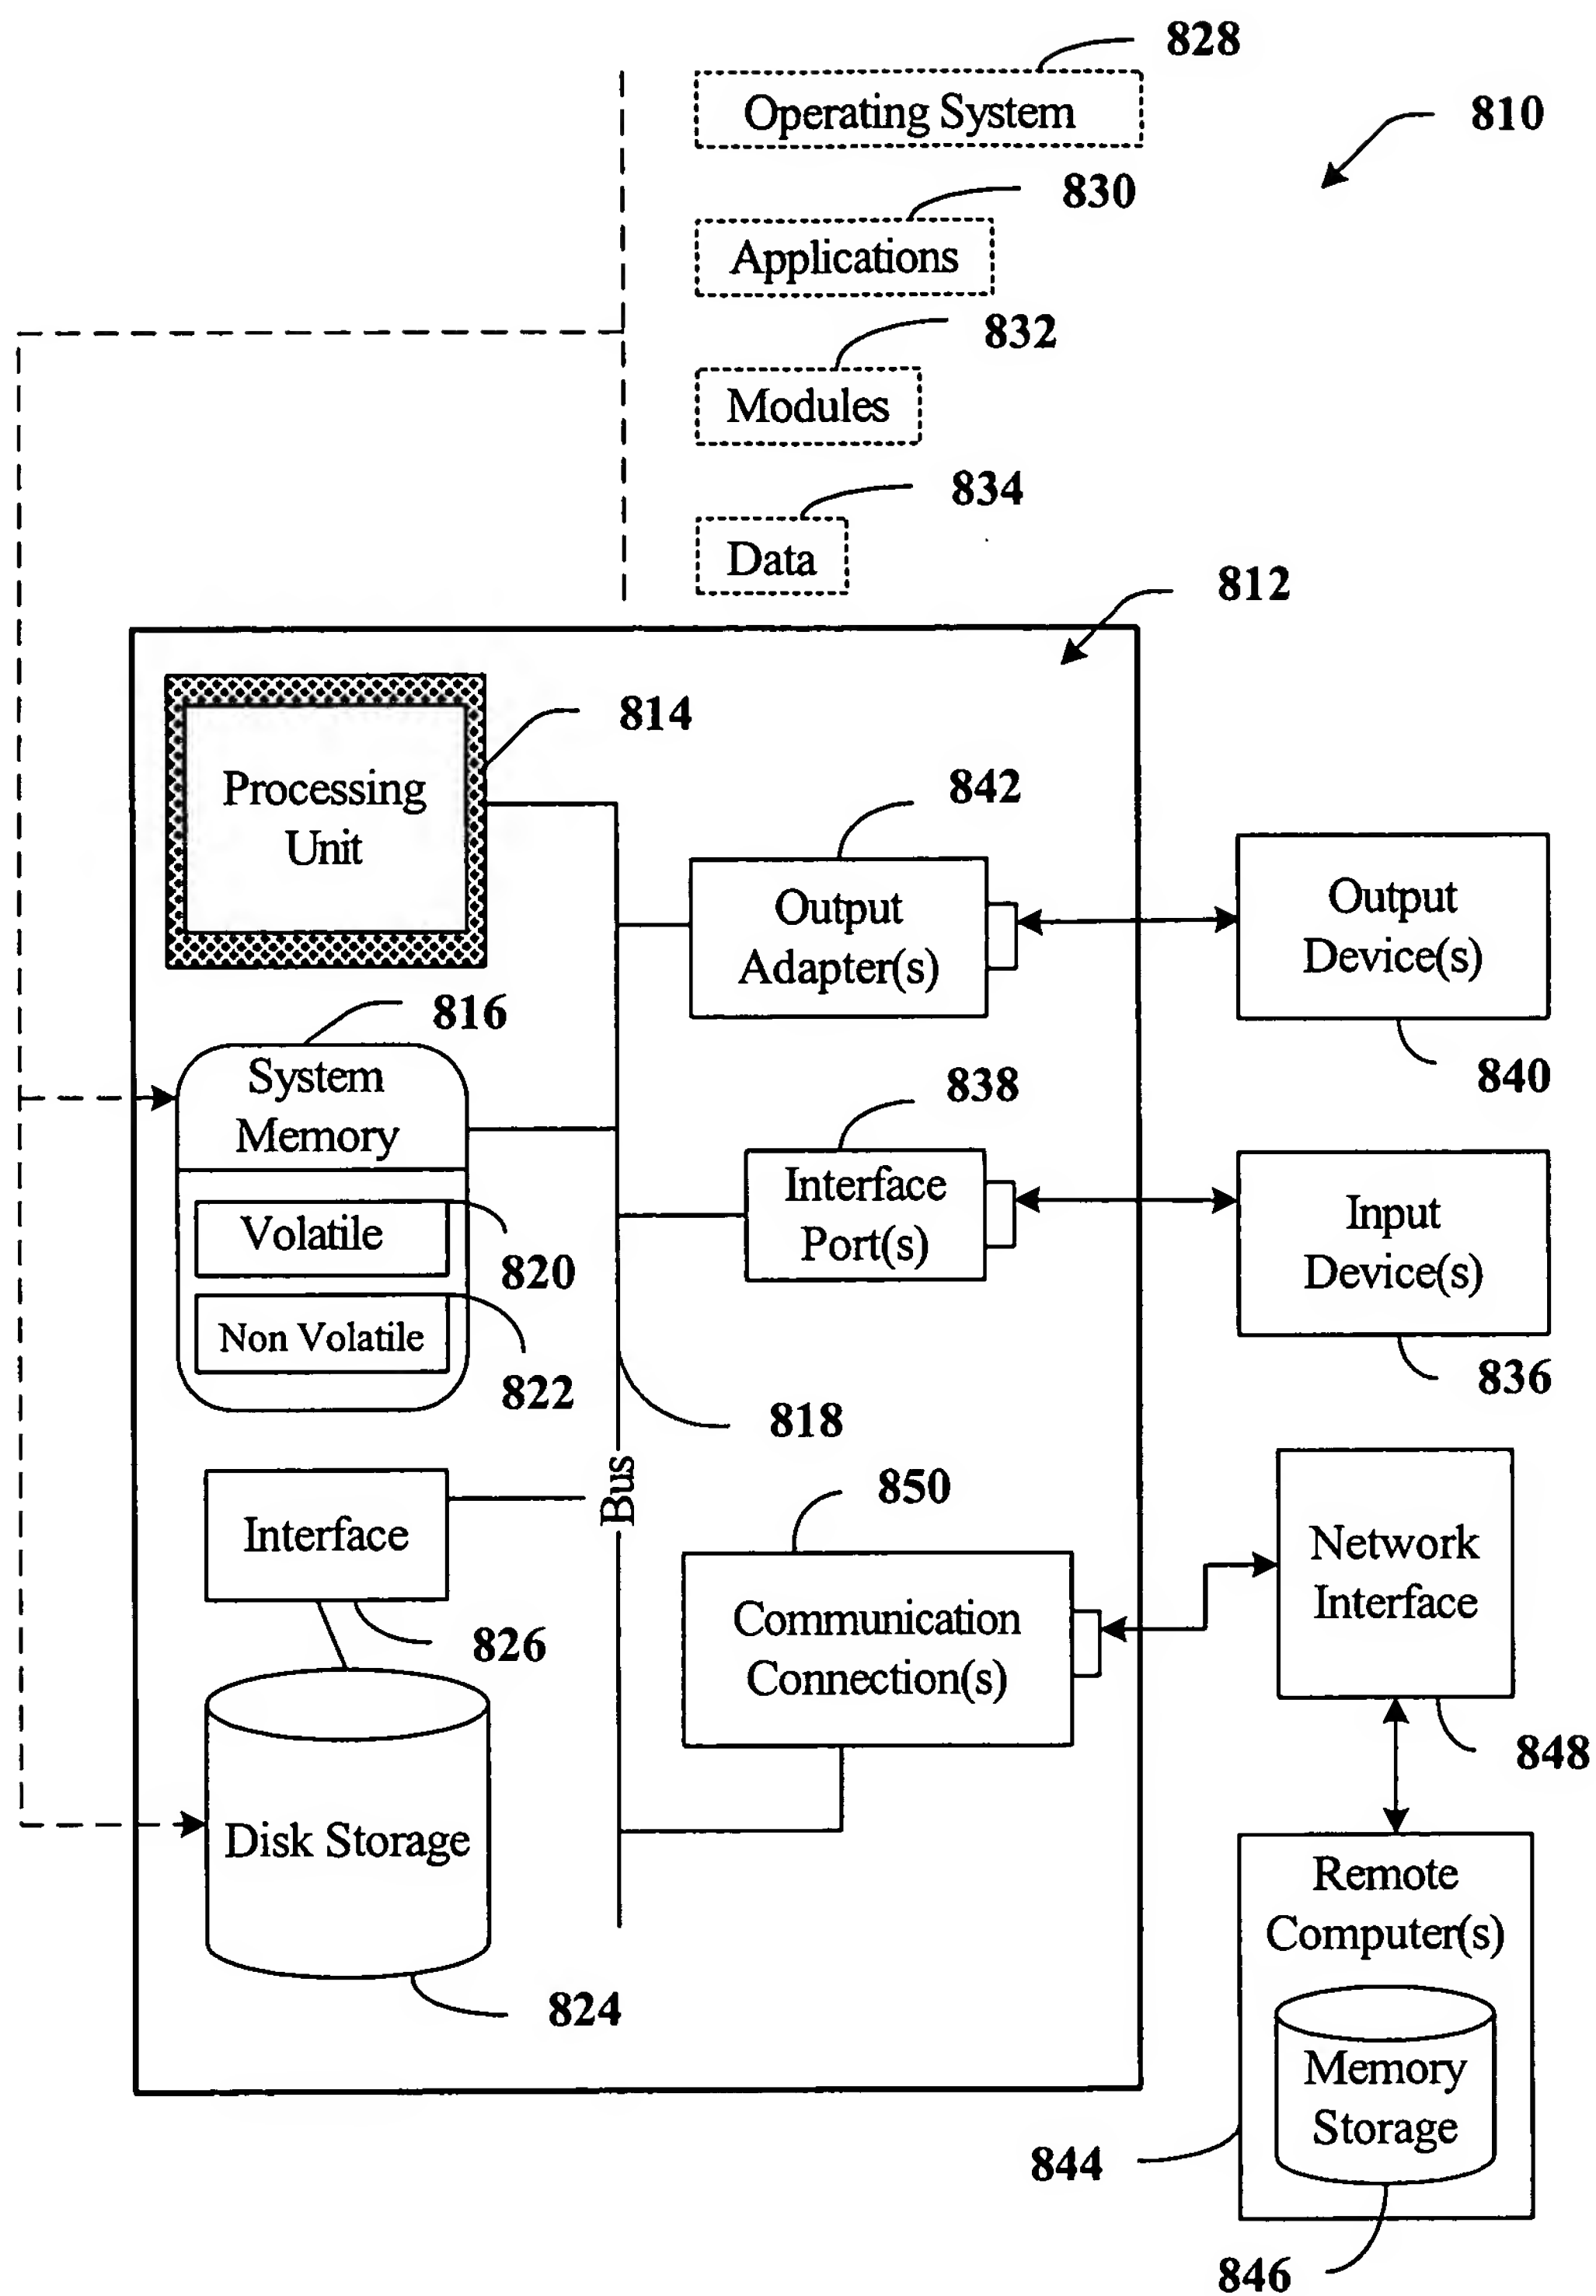 828
Operating System
810
830
Applications
832
Modules
834
Data
812
814
Processing
Unit
842
Output
Adapter(s)
Output
Device(s)
840
816
System
Memory
838
Interface
Port(s)
Input
Device(s)
836
Volatile
820
Non Volatile
822
818
Bus
850
Interface
826
Communication
Connection(s)
Network
Interface
848
Disk Storage
824
Remote
Computer(s)
Memory
Storage
844
846